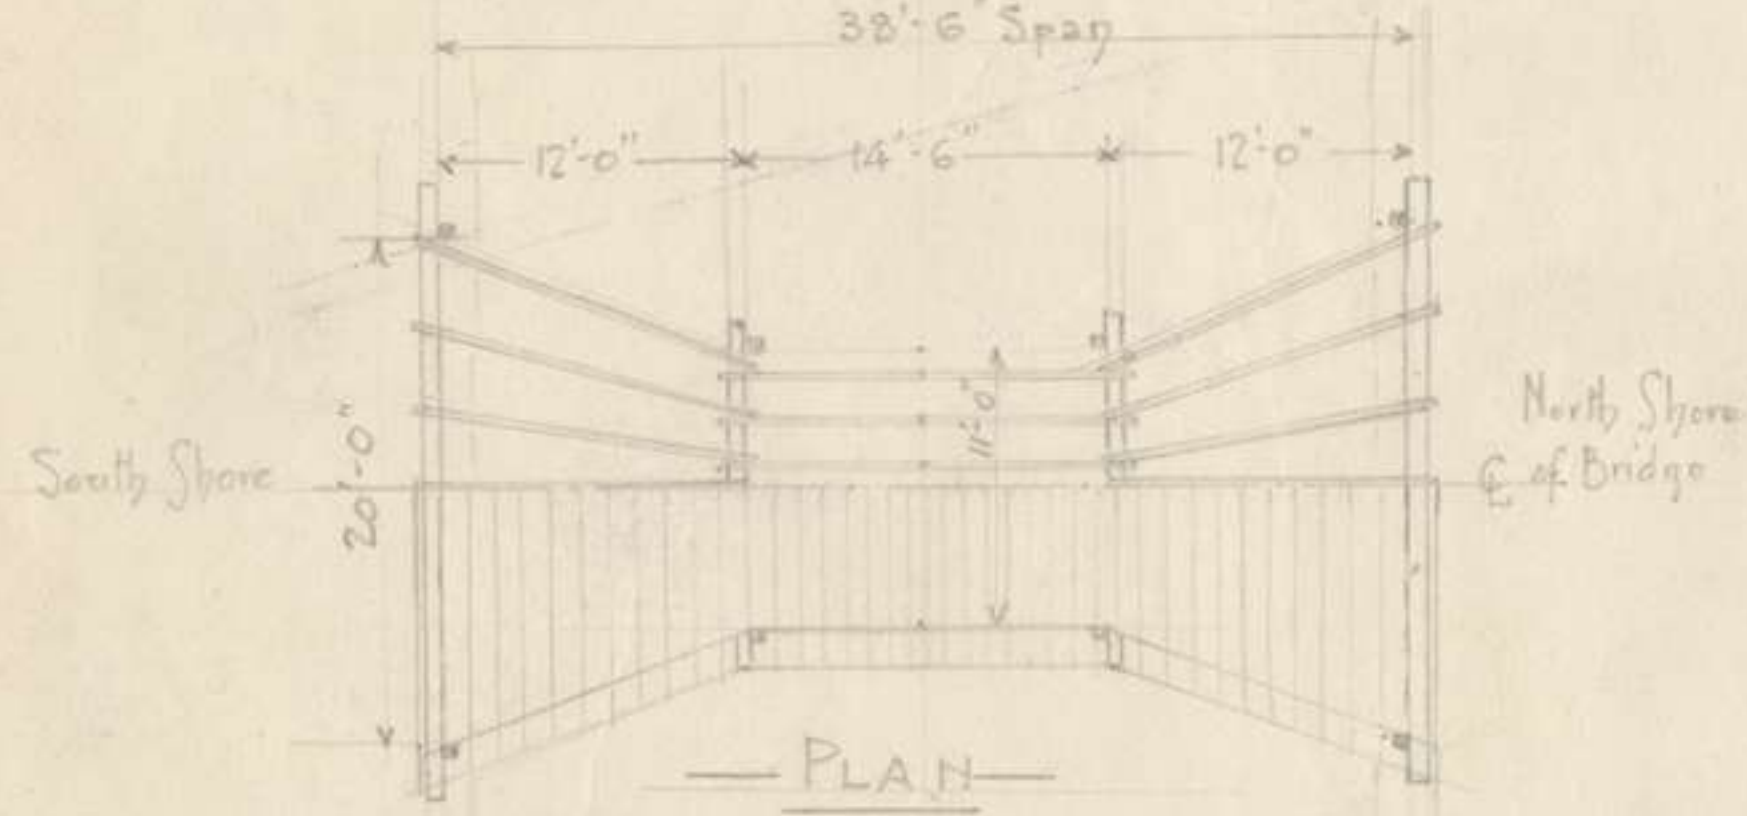 38'-6" Span
12'-0"
14'-6"
12'-0"
11'-0"
20'-0"
South Shore
North Shore
℄ of Bridge
PLAN